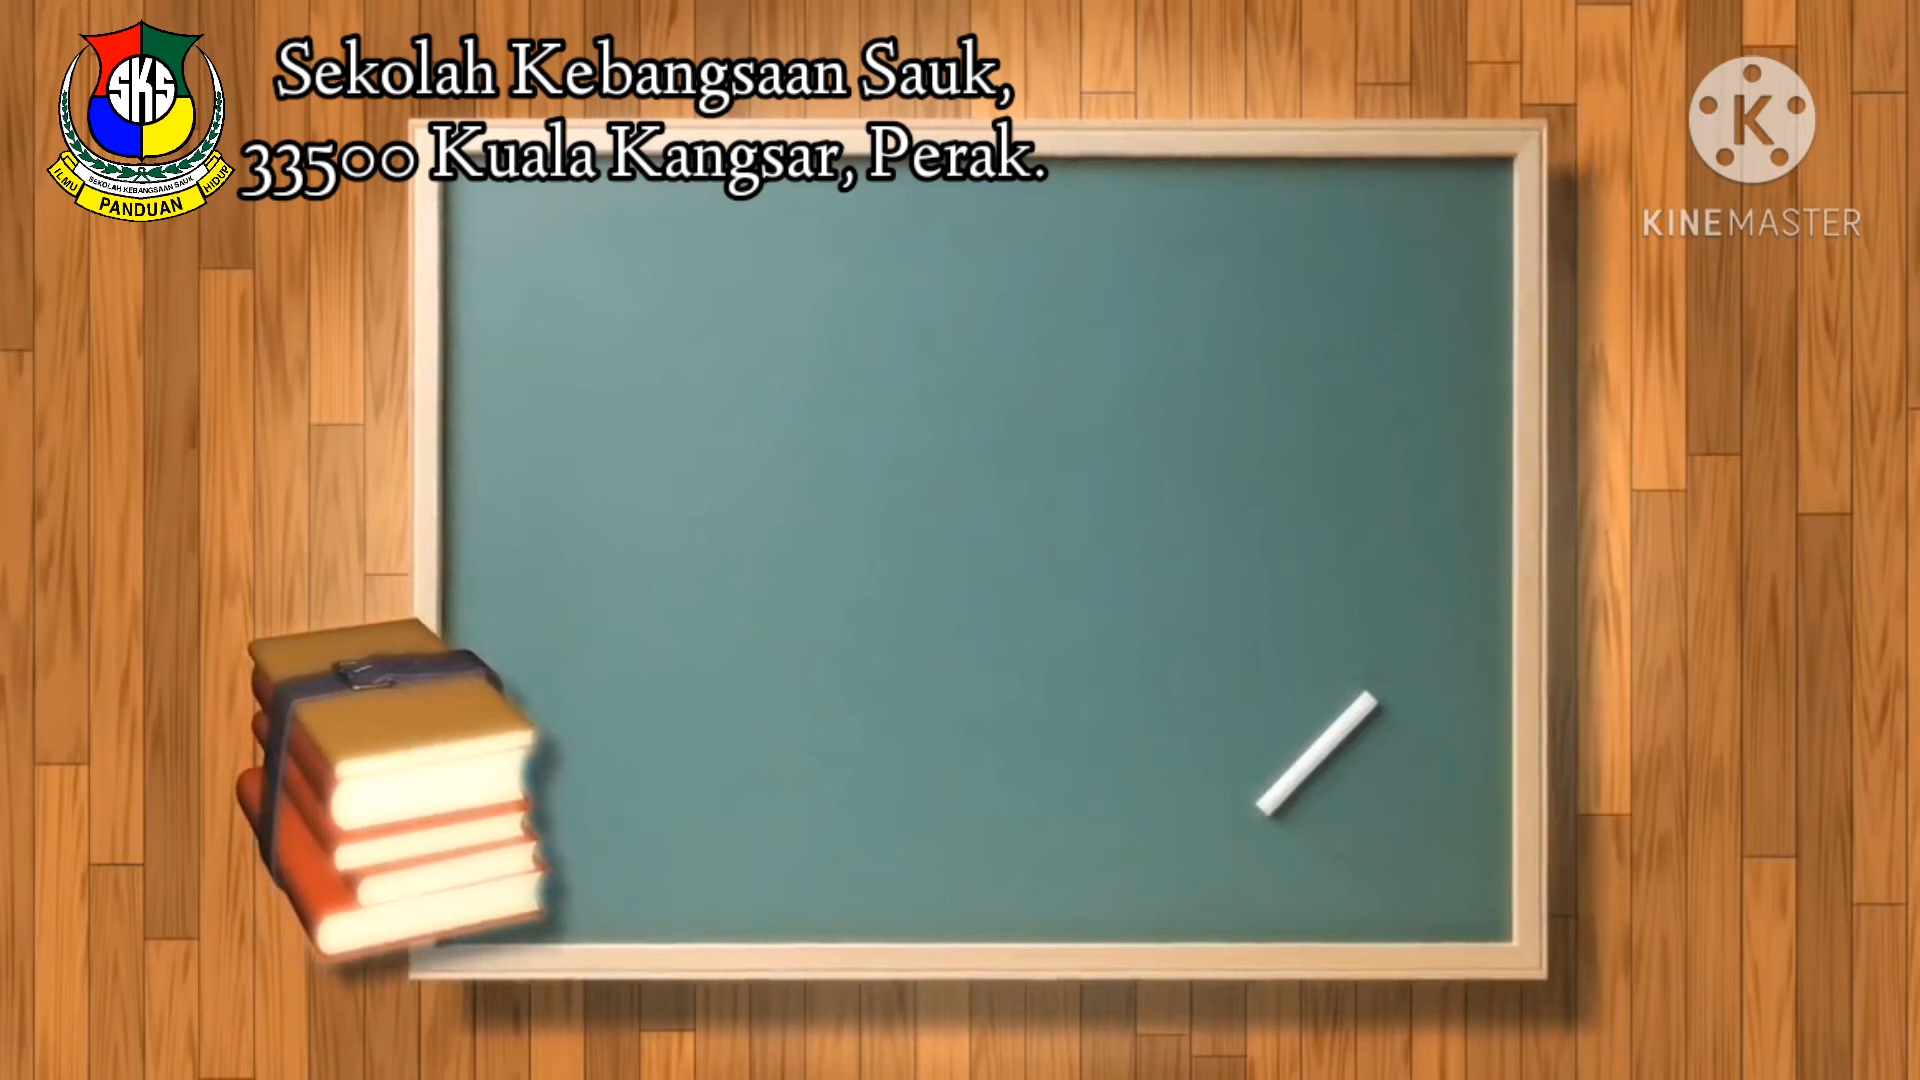 Sekolah Kebangsaan Sauk,
33500 Kuala Kangsar, Perak.
SKS
SEKOLAH KEBANGSAAN SAUK
ILMU PANDUAN HIDUP
K
KINEMASTER